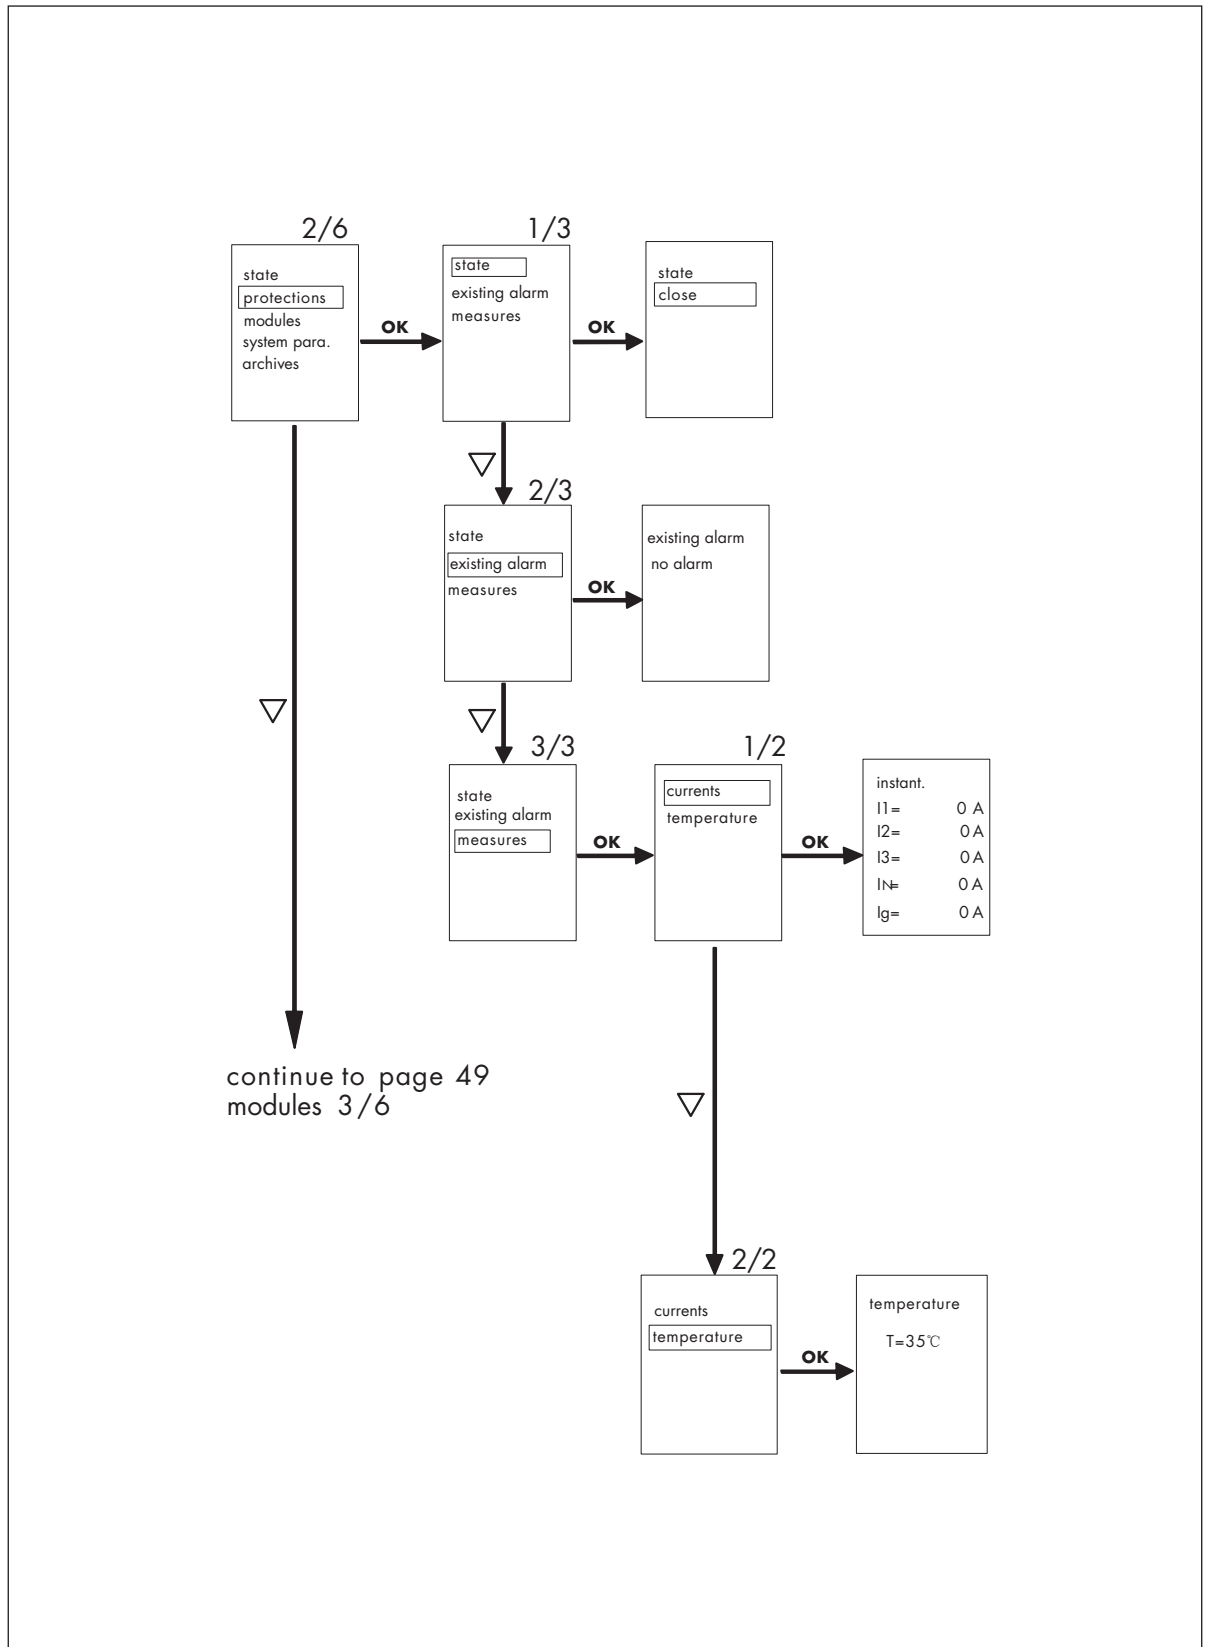 2/6
state
protections
modules
system para.
archives
OK
1/3
state
existing alarm
measures
OK
state
close
2/3
state
existing alarm
measures
OK
existing alarm
no alarm
3/3
state
existing alarm
measures
OK
1/2
currents
temperature
OK
instant.
I1= 0 A
I2= 0 A
I3= 0 A
IN= 0 A
Ig= 0 A
continue to page 49
modules 3/6
2/2
currents
temperature
OK
temperature
T=35℃